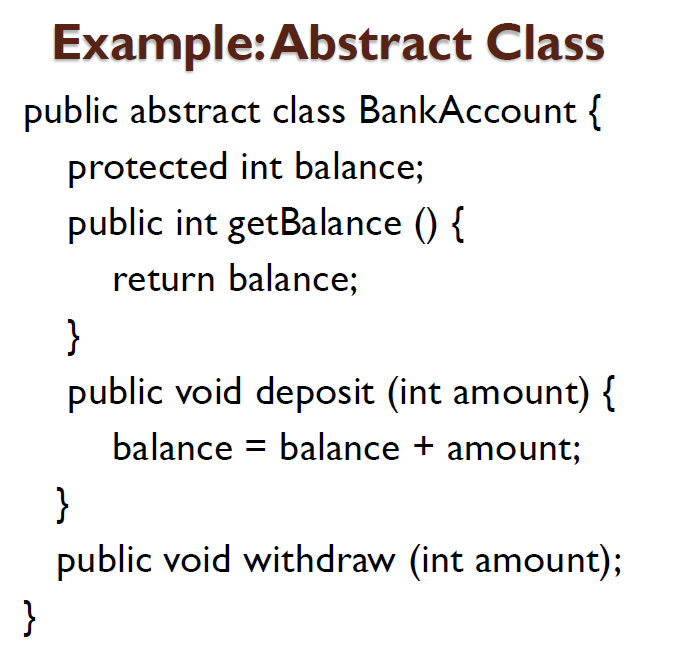 Example: Abstract Class
public abstract class BankAccount {
protected int balance;
public int getBalance () {
return balance;
}
public void deposit (int amount) {
balance = balance + amount;
}
public void withdraw (int amount);
}